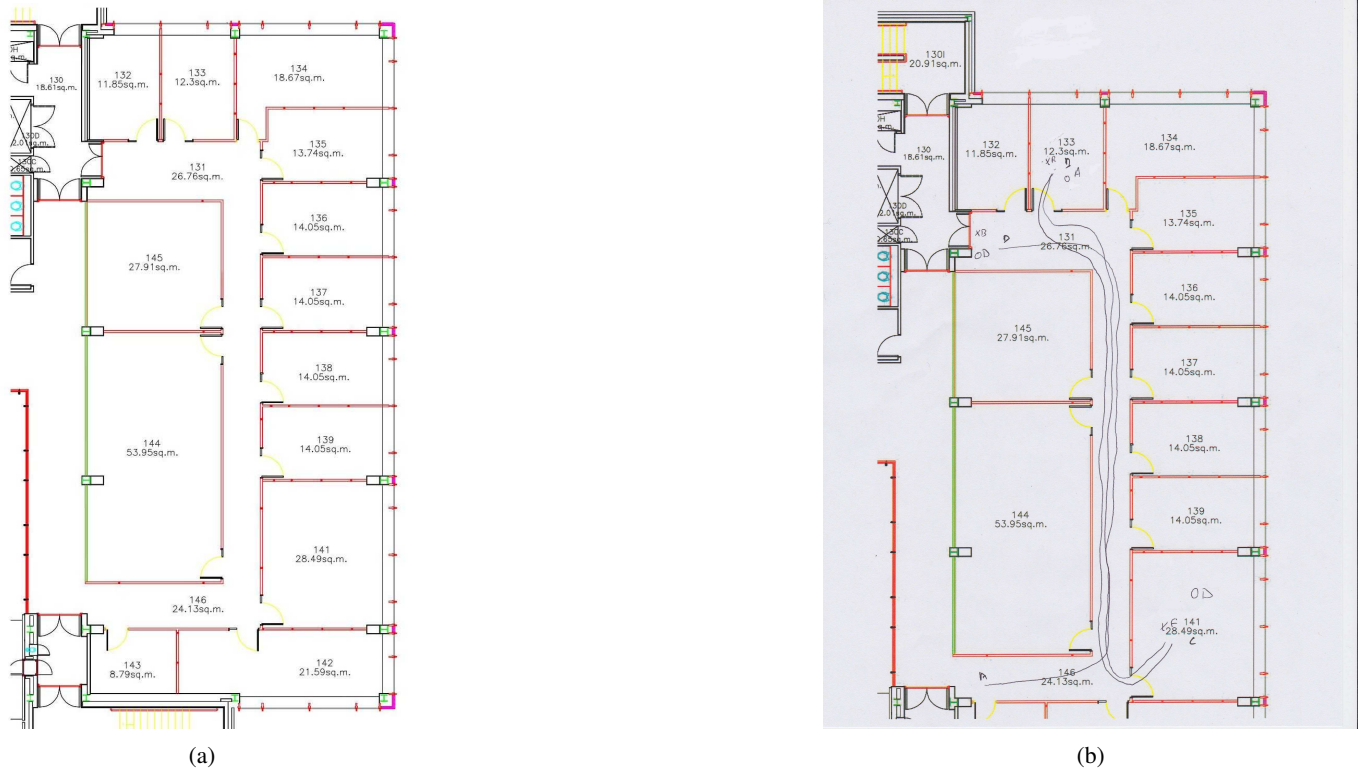 130
18.61sq.m.
132
11.85sq.m.
133
12.3sq.m.
134
18.67sq.m.
135
13.74sq.m.
131
26.76sq.m.
136
14.05sq.m.
145
27.91sq.m.
137
14.05sq.m.
138
14.05sq.m.
139
14.05sq.m.
144
53.95sq.m.
141
28.49sq.m.
146
24.13sq.m.
143
8.79sq.m.
142
21.59sq.m.
(a)
130I
20.91sq.m.
130
18.61sq.m.
132
11.85sq.m.
133
12.3sq.m.
A
134
18.67sq.m.
135
13.74sq.m.
131
26.76sq.m.
XB
OD
136
14.05sq.m.
145
27.91sq.m.
137
14.05sq.m.
138
14.05sq.m.
139
14.05sq.m.
144
53.95sq.m.
OD
141
28.49sq.m.
C
146
24.13sq.m.
(b)